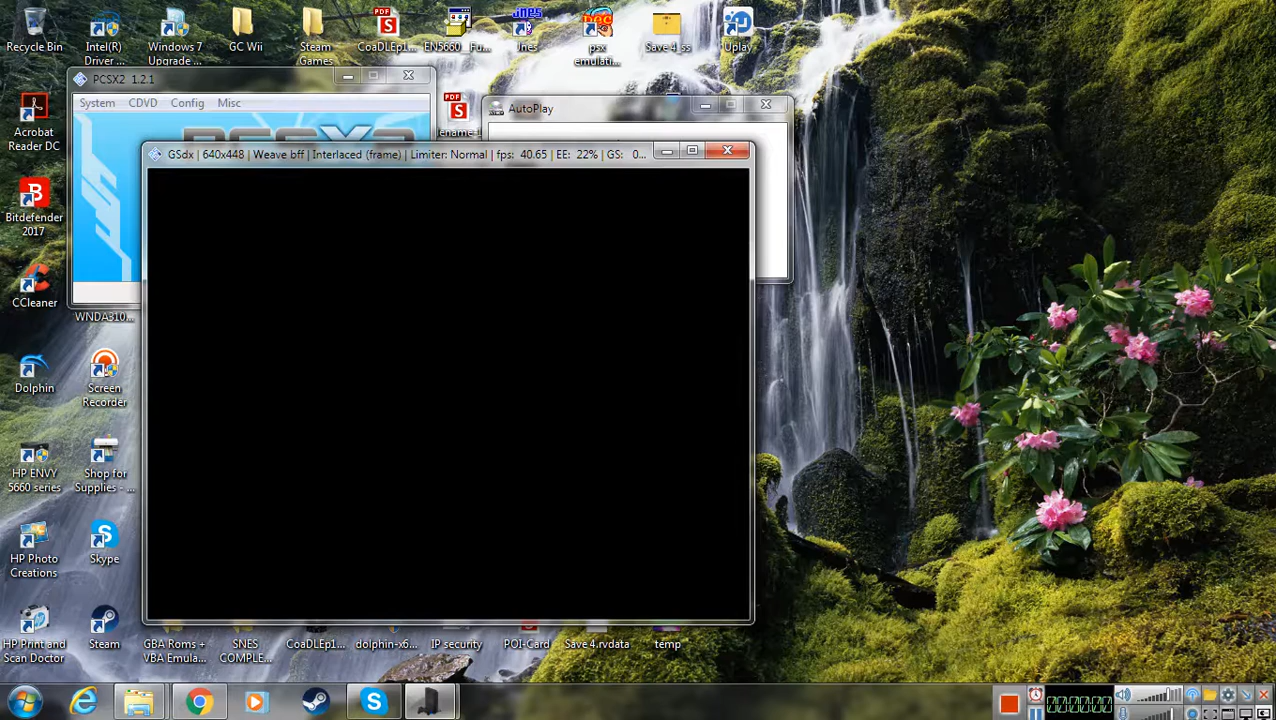 Recycle Bin
Intel(R)
Driver ...
Windows 7
Upgrade ...
GC Wii
Steam
Games
CoaDLEp1...
EN5660_Fu...
Jnes
psx
emulati...
Save 4_ss
Uplay
PCSX2 1.2.1
System CDVD Config Misc
AutoPlay
Acrobat
Reader DC
GSdx | 640x448 | Weave bff | Interlaced (frame) | Limiter: Normal | fps: 40.65 | EE: 22% | GS: 0...
Bitdefender
2017
CCleaner
WNDA310...
Dolphin
Screen
Recorder
HP ENVY
5660 series
Shop for
Supplies - ...
HP Photo
Creations
Skype
HP Print and
Scan Doctor
Steam
GBA Roms +
VBA Emula...
SNES
COMPLE...
CoaDLEp1...
dolphin-x6...
IP security
POI-Card
Save 4.rvdata
temp